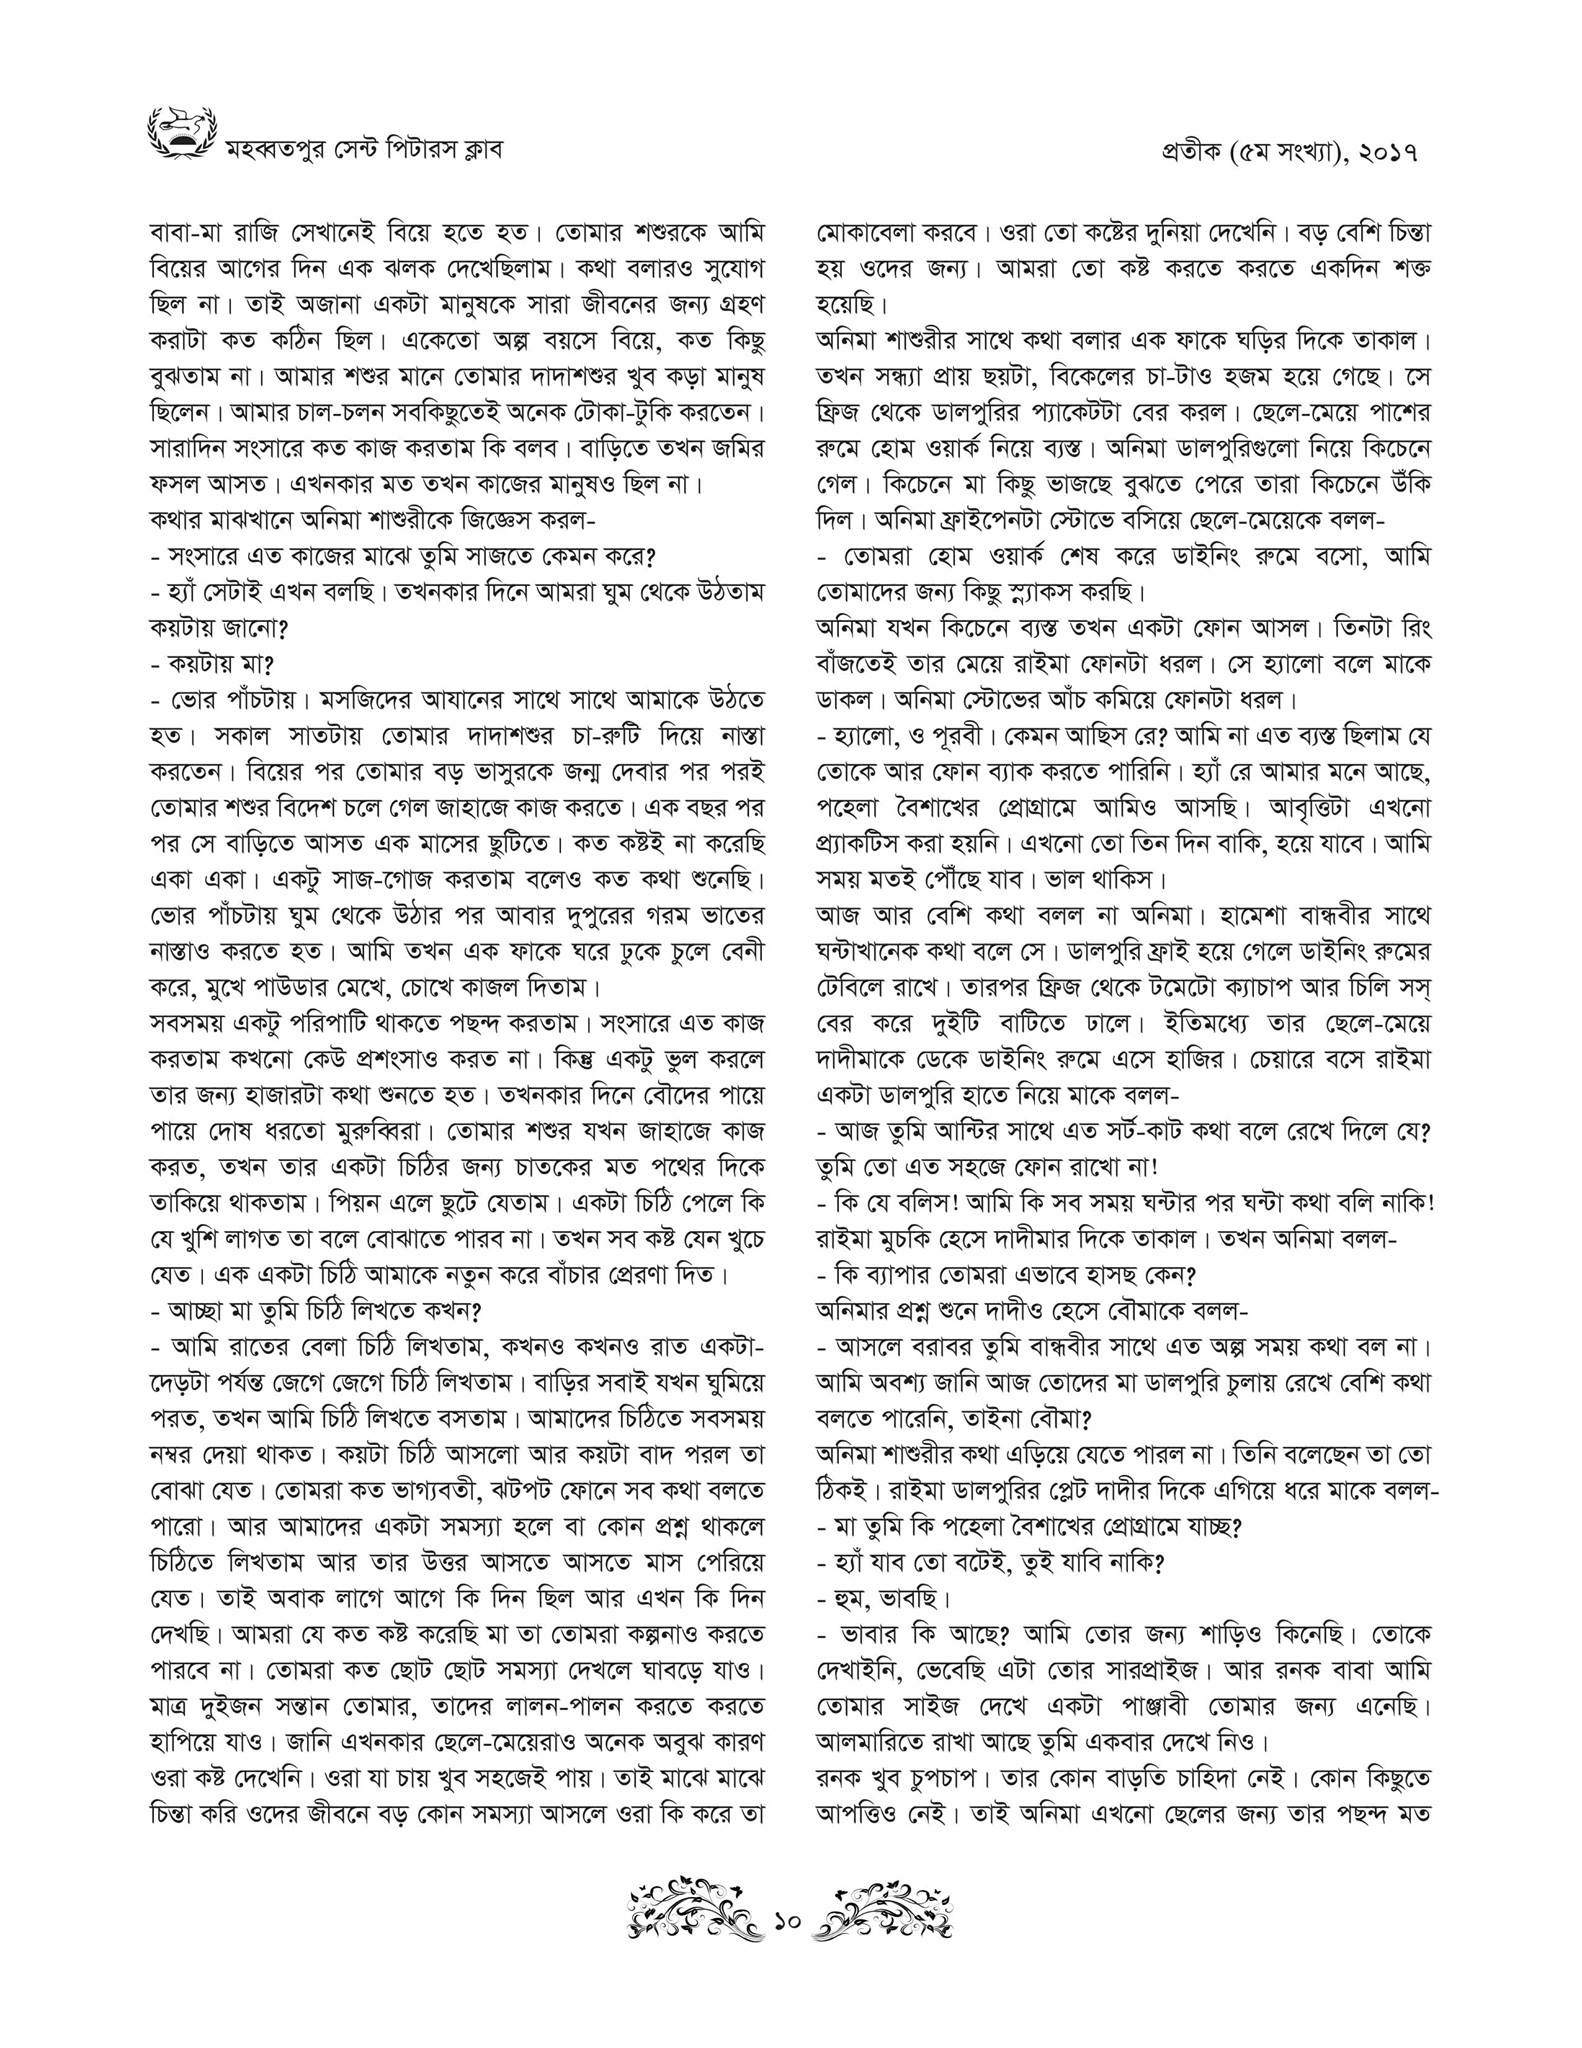 মহব্বতপুর সেন্ট পিটারস ক্লাব
প্রতীক (৫ম সংখ্যা), ২০১৭
বাবা-মা রাজি সেখানেই বিয়ে হতে হত। তোমার শশুরকে আমি
বিয়ের আগের দিন এক ঝলক দেখেছিলাম। কথা বলারও সুযোগ
ছিল না। তাই অজানা একটা মানুষকে সারা জীবনের জন্য গ্রহণ
করাটা কত কঠিন ছিল। একেতো অল্প বয়সে বিয়ে, কত কিছু
বুঝতাম না। আমার শশুর মানে তোমার দাদাশশুর খুব কড়া মানুষ
ছিলেন। আমার চাল-চলন সবকিছুতেই অনেক টোকা-টুকি করতেন।
সারাদিন সংসারে কত কাজ করতাম কি বলব। বাড়িতে তখন জমির
ফসল আসত। এখনকার মত তখন কাজের মানুষও ছিল না।
কথার মাঝখানে অনিমা শাশুরীকে জিজ্ঞেস করল-
- সংসারে এত কাজের মাঝে তুমি সাজতে কেমন করে?
- হ্যাঁ সেটাই এখন বলছি। তখনকার দিনে আমরা ঘুম থেকে উঠতাম
কয়টায় জানো?
- কয়টায় মা?
- ভোর পাঁচটায়। মসজিদের আযানের সাথে সাথে আমাকে উঠতে
হত। সকাল সাতটায় তোমার দাদাশশুর চা-রুটি দিয়ে নাস্তা
করতেন। বিয়ের পর তোমার বড় ভাসুরকে জন্ম দেবার পর পরই
তোমার শশুর বিদেশ চলে গেল জাহাজে কাজ করতে। এক বছর পর
পর সে বাড়িতে আসত এক মাসের ছুটিতে। কত কষ্টই না করেছি
একা একা। একটু সাজ-গোজ করতাম বলেও কত কথা শুনেছি।
ভোর পাঁচটায় ঘুম থেকে উঠার পর আবার দুপুরের গরম ভাতের
নাস্তাও করতে হত। আমি তখন এক ফাকে ঘরে ঢুকে চুলে বেনী
করে, মুখে পাউডার মেখে, চোখে কাজল দিতাম।
সবসময় একটু পরিপাটি থাকতে পছন্দ করতাম। সংসারে এত কাজ
করতাম কখনো কেউ প্রশংসাও করত না। কিন্তু একটু ভুল করলে
তার জন্য হাজারটা কথা শুনতে হত। তখনকার দিনে বৌদের পায়ে
পায়ে দোষ ধরতো মুরুব্বিরা। তোমার শশুর যখন জাহাজে কাজ
করত, তখন তার একটা চিঠির জন্য চাতকের মত পথের দিকে
তাকিয়ে থাকতাম। পিয়ন এলে ছুটে যেতাম। একটা চিঠি পেলে কি
যে খুশি লাগত তা বলে বোঝাতে পারব না। তখন সব কষ্ট যেন খুচে
যেত। এক একটা চিঠি আমাকে নতুন করে বাঁচার প্রেরণা দিত।
- আচ্ছা মা তুমি চিঠি লিখতে কখন?
- আমি রাতের বেলা চিঠি লিখতাম, কখনও কখনও রাত একটা-
দেড়টা পর্যন্ত জেগে জেগে চিঠি লিখতাম। বাড়ির সবাই যখন ঘুমিয়ে
পরত, তখন আমি চিঠি লিখতে বসতাম। আমাদের চিঠিতে সবসময়
নম্বর দেয়া থাকত। কয়টা চিঠি আসলো আর কয়টা বাদ পরল তা
বোঝা যেত। তোমরা কত ভাগ্যবতী, ঝটপট ফোনে সব কথা বলতে
পারো। আর আমাদের একটা সমস্যা হলে বা কোন প্রশ্ন থাকলে
চিঠিতে লিখতাম আর তার উত্তর আসতে আসতে মাস পেরিয়ে
যেত। তাই অবাক লাগে আগে কি দিন ছিল আর এখন কি দিন
দেখছি। আমরা যে কত কষ্ট করেছি মা তা তোমরা কল্পনাও করতে
পারবে না। তোমরা কত ছোট ছোট সমস্যা দেখলে ঘাবড়ে যাও।
মাত্র দুইজন সন্তান তোমার, তাদের লালন-পালন করতে করতে
হাপিয়ে যাও। জানি এখনকার ছেলে-মেয়েরাও অনেক অবুঝ কারণ
ওরা কষ্ট দেখেনি। ওরা যা চায় খুব সহজেই পায়। তাই মাঝে মাঝে
চিন্তা করি ওদের জীবনে বড় কোন সমস্যা আসলে ওরা কি করে তা
মোকাবেলা করবে। ওরা তো কষ্টের দুনিয়া দেখেনি। বড় বেশি চিন্তা
হয় ওদের জন্য। আমরা তো কষ্ট করতে করতে একদিন শক্ত
হয়েছি।
অনিমা শাশুরীর সাথে কথা বলার এক ফাকে ঘড়ির দিকে তাকাল।
তখন সন্ধ্যা প্রায় ছয়টা, বিকেলের চা-টাও হজম হয়ে গেছে। সে
ফ্রিজ থেকে ডালপুরির প্যাকেটটা বের করল। ছেলে-মেয়ে পাশের
রুমে হোম ওয়ার্ক নিয়ে ব্যস্ত। অনিমা ডালপুরিগুলো নিয়ে কিচেনে
গেল। কিচেনে মা কিছু ভাজছে বুঝতে পেরে তারা কিচেনে উঁকি
দিল। অনিমা ফ্রাইপেনটা স্টোভে বসিয়ে ছেলে-মেয়েকে বলল-
- তোমরা হোম ওয়ার্ক শেষ করে ডাইনিং রুমে বসো, আমি
তোমাদের জন্য কিছু স্ন্যাকস করছি।
অনিমা যখন কিচেনে ব্যস্ত তখন একটা ফোন আসল। তিনটা রিং
বাঁজতেই তার মেয়ে রাইমা ফোনটা ধরল। সে হ্যালো বলে মাকে
ডাকল। অনিমা স্টোভের আঁচ কমিয়ে ফোনটা ধরল।
- হ্যালো, ও পূরবী। কেমন আছিস রে? আমি না এত ব্যস্ত ছিলাম যে
তোকে আর ফোন ব্যাক করতে পারিনি। হ্যাঁ রে আমার মনে আছে,
পহেলা বৈশাখের প্রোগ্রামে আমিও আসছি। আবৃত্তিটা এখনো
প্র্যাকটিস করা হয়নি। এখনো তো তিন দিন বাকি, হয়ে যাবে। আমি
সময় মতই পৌঁছে যাব। ভাল থাকিস।
আজ আর বেশি কথা বলল না অনিমা। হামেশা বান্ধবীর সাথে
ঘন্টাখানেক কথা বলে সে। ডালপুরি ফ্রাই হয়ে গেলে ডাইনিং রুমের
টেবিলে রাখে। তারপর ফ্রিজ থেকে টমেটো ক্যাচাপ আর চিলি সস্
বের করে দুইটি বাটিতে ঢালে। ইতিমধ্যে তার ছেলে-মেয়ে
দাদীমাকে ডেকে ডাইনিং রুমে এসে হাজির। চেয়ারে বসে রাইমা
একটা ডালপুরি হাতে নিয়ে মাকে বলল-
- আজ তুমি আন্টির সাথে এত সর্ট-কাট কথা বলে রেখে দিলে যে?
তুমি তো এত সহজে ফোন রাখো না!
- কি যে বলিস! আমি কি সব সময় ঘন্টার পর ঘন্টা কথা বলি নাকি!
রাইমা মুচকি হেসে দাদীমার দিকে তাকাল। তখন অনিমা বলল-
- কি ব্যাপার তোমরা এভাবে হাসছ কেন?
অনিমার প্রশ্ন শুনে দাদীও হেসে বৌমাকে বলল-
- আসলে বরাবর তুমি বান্ধবীর সাথে এত অল্প সময় কথা বল না।
আমি অবশ্য জানি আজ তোদের মা ডালপুরি চুলায় রেখে বেশি কথা
বলতে পারেনি, তাইনা বৌমা?
অনিমা শাশুরীর কথা এড়িয়ে যেতে পারল না। তিনি বলেছেন তা তো
ঠিকই। রাইমা ডালপুরির প্লেট দাদীর দিকে এগিয়ে ধরে মাকে বলল-
- মা তুমি কি পহেলা বৈশাখের প্রোগ্রামে যাচ্ছ?
- হ্যাঁ যাব তো বটেই, তুই যাবি নাকি?
- হুম, ভাবছি।
- ভাবার কি আছে? আমি তোর জন্য শাড়িও কিনেছি। তোকে
দেখাইনি, ভেবেছি এটা তোর সারপ্রাইজ। আর রনক বাবা আমি
তোমার সাইজ দেখে একটা পাঞ্জাবী তোমার জন্য এনেছি।
আলমারিতে রাখা আছে তুমি একবার দেখে নিও।
রনক খুব চুপচাপ। তার কোন বাড়তি চাহিদা নেই। কোন কিছুতে
আপত্তিও নেই। তাই অনিমা এখনো ছেলের জন্য তার পছন্দ মত
১০